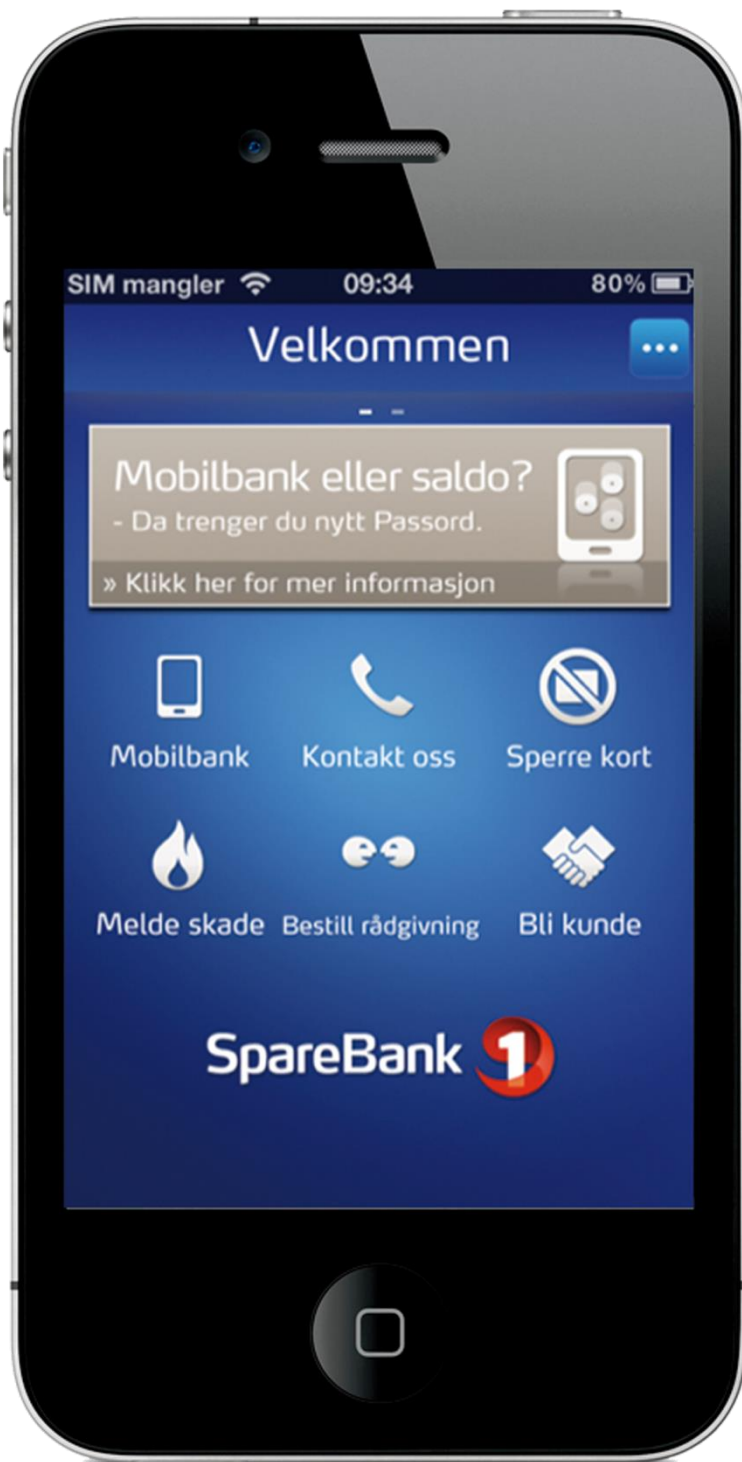 SIM mangler 09:34 80%
Velkommen
Mobilbank eller saldo?
- Da trenger du nytt Passord.
» Klikk her for mer informasjon
Mobilbank Kontakt oss Sperre kort
Melde skade Bestill rådgivning Bli kunde
SpareBank 1